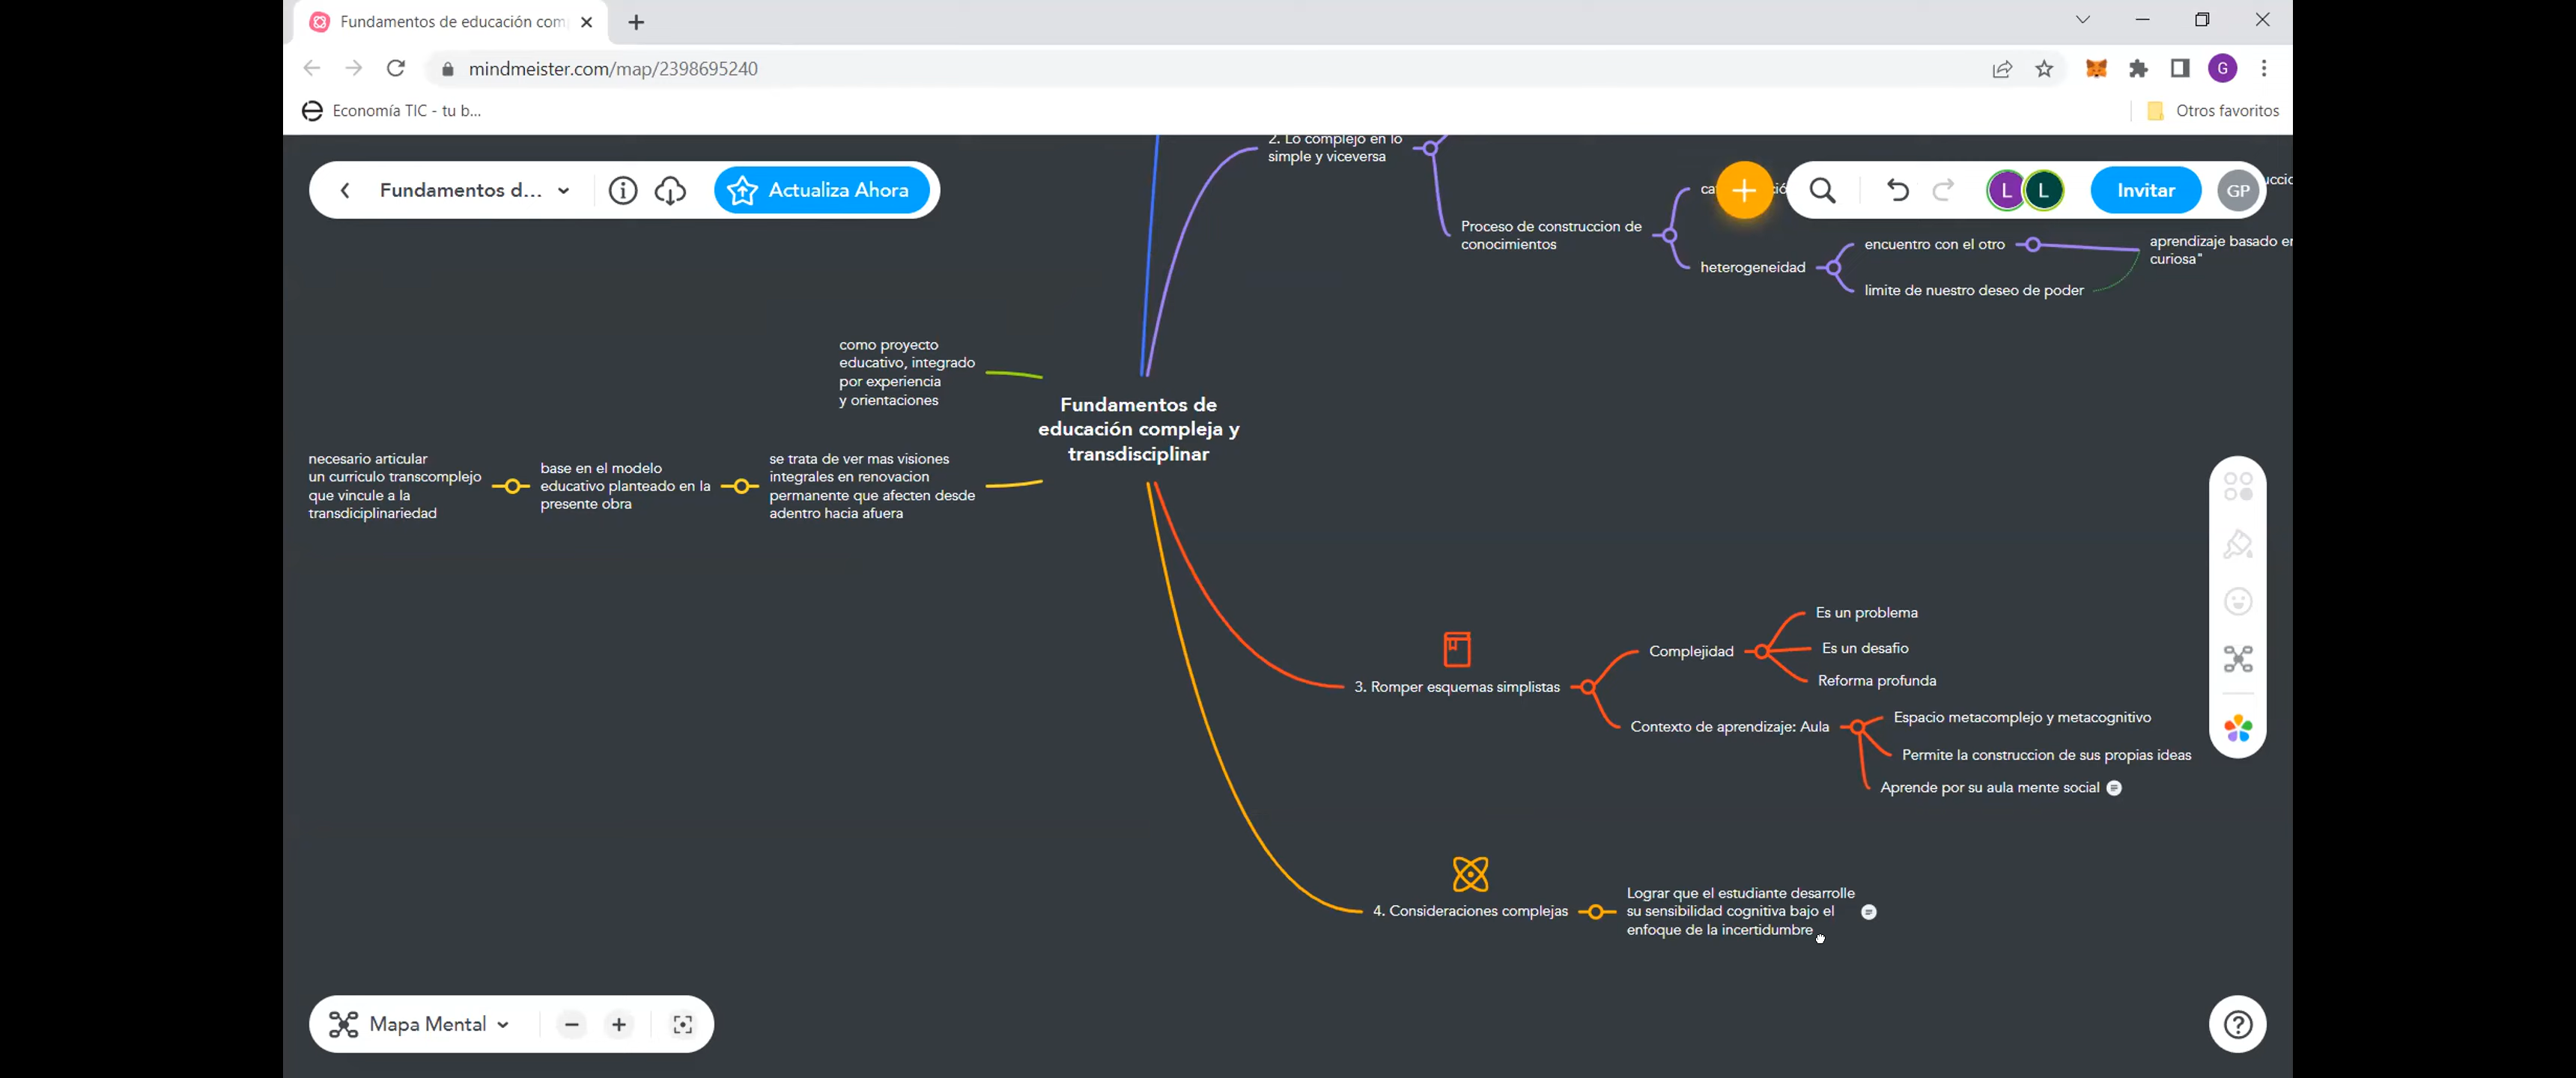 Fundamentos de educación com
mindmeister.com/map/2398695240
G
Economía TIC - tu b...
Otros favoritos
Fundamentos d...
Actualiza Ahora
L
L
Invitar
GP
2. Lo complejo en lo
simple y viceversa
Proceso de construccion de
conocimientos
heterogeneidad
encuentro con el otro
limite de nuestro deseo de poder
aprendizaje basado en
curiosa"
como proyecto
educativo, integrado
por experiencia
y orientaciones
Fundamentos de
educación compleja y
transdisciplinar
necesario articular
un curriculo transcomplejo
que vincule a la
transdiciplinariedad
base en el modelo
educativo planteado en la
presente obra
se trata de ver mas visiones
integrales en renovacion
permanente que afecten desde
adentro hacia afuera
3. Romper esquemas simplistas
Complejidad
Es un problema
Es un desafio
Reforma profunda
Contexto de aprendizaje: Aula
Espacio metacomplejo y metacognitivo
Permite la construccion de sus propias ideas
Aprende por su aula mente social
4. Consideraciones complejas
Lograr que el estudiante desarrolle
su sensibilidad cognitiva bajo el
enfoque de la incertidumbre
Mapa Mental